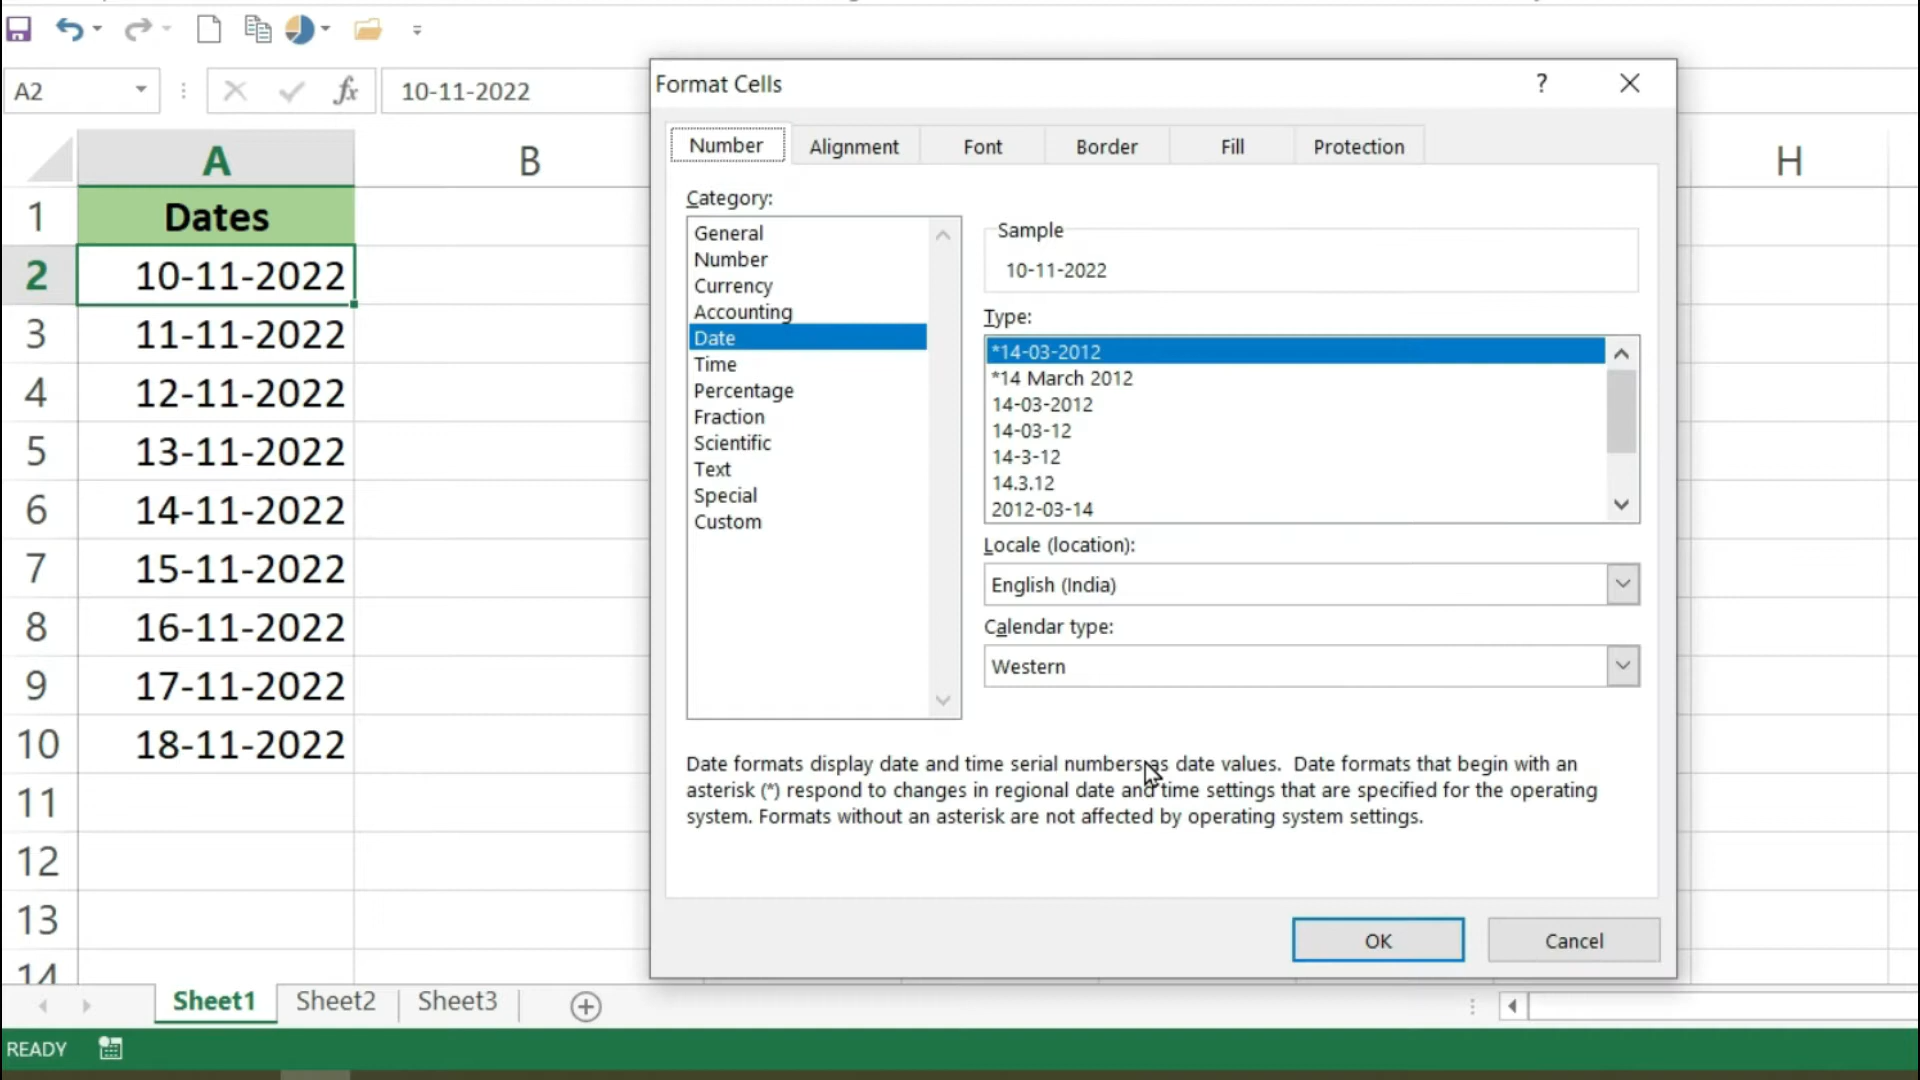 A2
fx
10-11-2022
Format Cells
?
Number Alignment Font Border Fill Protection
A B H
1 Dates
2 10-11-2022
3 11-11-2022
4 12-11-2022
5 13-11-2022
6 14-11-2022
7 15-11-2022
8 16-11-2022
9 17-11-2022
10 18-11-2022
11
12
13
14
Category:
General
Number
Currency
Accounting
Date
Time
Percentage
Fraction
Scientific
Text
Special
Custom
Sample
10-11-2022
Type:
*14-03-2012
*14 March 2012
14-03-2012
14-03-12
14-3-12
14.3.12
2012-03-14
Locale (location):
English (India)
Calendar type:
Western
Date formats display date and time serial numbers as date values. Date formats that begin with an
asterisk (*) respond to changes in regional date and time settings that are specified for the operating
system. Formats without an asterisk are not affected by operating system settings.
OK Cancel
Sheet1 Sheet2 Sheet3
READY